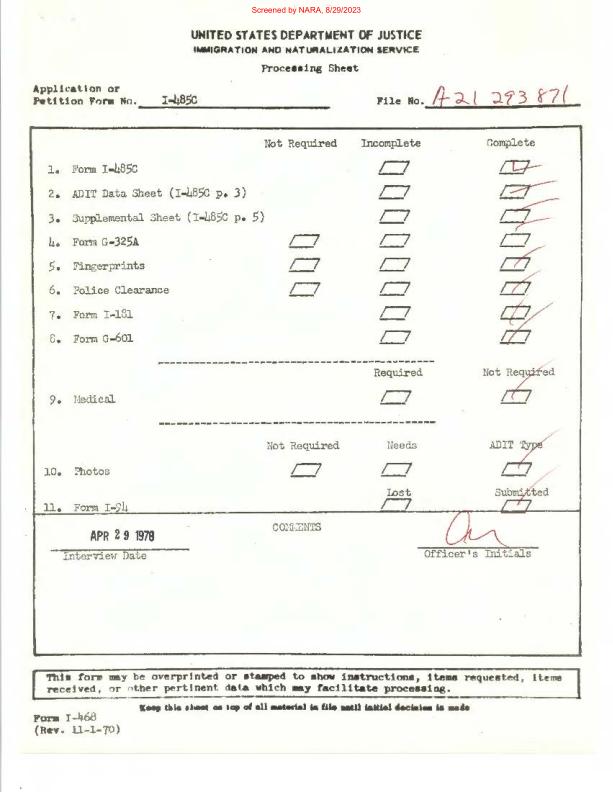 Screened by NARA, 8/29/2023
UNITED STATES DEPARTMENT OF JUSTICE
IMMIGRATION AND NATURALIZATION SERVICE
Processing Sheet
Application or
Petition Form No. I-485C File No. A21 293 871
Not Required Incomplete Complete
1. Form I-485C
2. ADIT Data Sheet (I-485C p. 3)
3. Supplemental Sheet (I-485C p. 5)
4. Form G-325A
5. Fingerprints
6. Police Clearance
7. Form I-181
8. Form G-601
Required Not Required
9. Medical
Not Required Needs ADIT Type
10. Photos
Lost Submitted
11. Form I-94
APR 29 1978 COMMENTS
Interview Date Officer's Initials
This form may be overprinted or stamped to show instructions, items requested, items
received, or other pertinent data which may facilitate processing.
Keep this sheet on top of all material in file until initial decision is made
Form I-468
(Rev. 11-1-70)